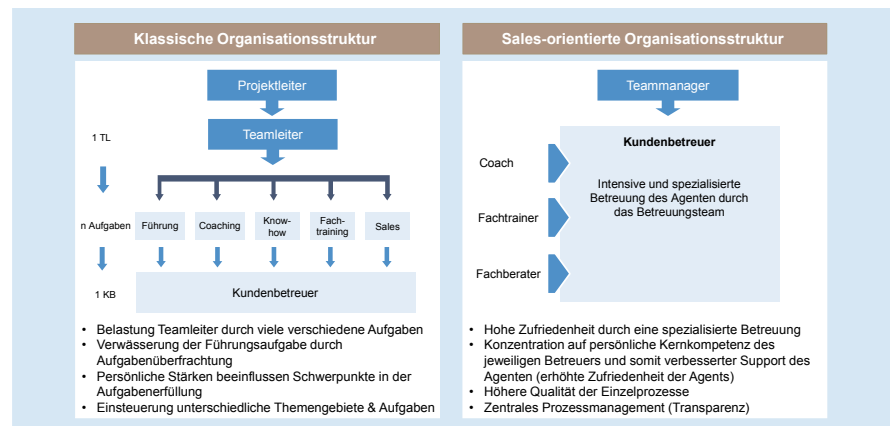 Klassische Organisationsstruktur
Projektleiter
Teamleiter
1 TL
n Aufgaben
Führung
Coaching
Know-
how
Fach-
training
Sales
1 KB
Kundenbetreuer
• Belastung Teamleiter durch viele verschiedene Aufgaben
• Verwässerung der Führungsaufgabe durch
Aufgabenüberfrachtung
• Persönliche Stärken beeinflussen Schwerpunkte in der
Aufgabenerfüllung
• Einsteuerung unterschiedliche Themengebiete & Aufgaben
Sales-orientierte Organisationsstruktur
Teammanager
Kundenbetreuer
Coach
Intensive und spezialisierte
Betreuung des Agenten durch
das Betreuungsteam
Fachtrainer
Fachberater
• Hohe Zufriedenheit durch eine spezialisierte Betreuung
• Konzentration auf persönliche Kernkompetenz des
jeweiligen Betreuers und somit verbesserter Support des
Agenten (erhöhte Zufriedenheit der Agents)
• Höhere Qualität der Einzelprozesse
• Zentrales Prozessmanagement (Transparenz)